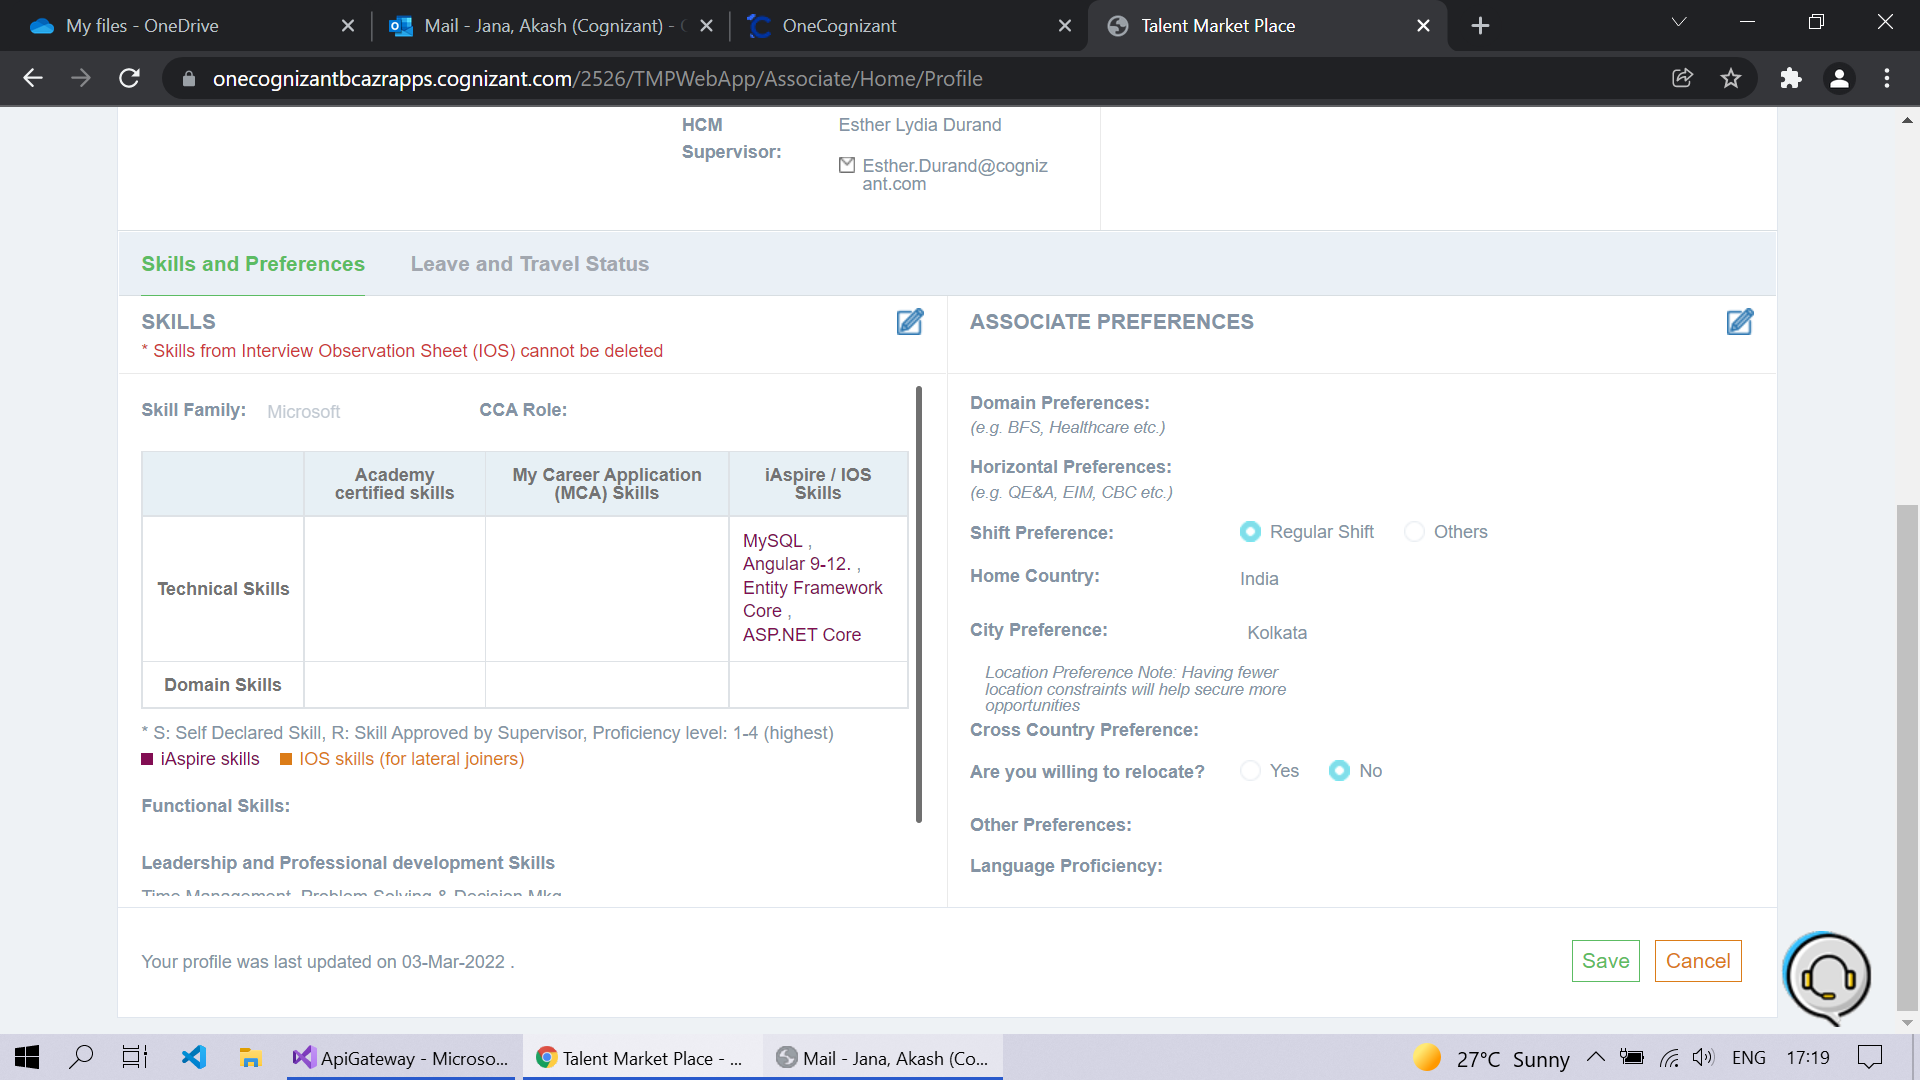 My files - OneDrive
Mail - Jana, Akash (Cognizant) -
OneCognizant
Talent Market Place
onecognizantbcazrapps.cognizant.com/2526/TMPWebApp/Associate/Home/Profile
HCM
Supervisor:
Esther Lydia Durand
Esther.Durand@cogniz
ant.com
Skills and Preferences
Leave and Travel Status
SKILLS
* Skills from Interview Observation Sheet (IOS) cannot be deleted
Skill Family: Microsoft
CCA Role:
Academy
certified skills
My Career Application
(MCA) Skills
iAspire / IOS
Skills
Technical Skills
MySQL ,
Angular 9-12. ,
Entity Framework
Core ,
ASP.NET Core
Domain Skills
* S: Self Declared Skill, R: Skill Approved by Supervisor, Proficiency level: 1-4 (highest)
iAspire skills
IOS skills (for lateral joiners)
Functional Skills:
Leadership and Professional development Skills
Time Management, Problem Solving & Decision Mkg
ASSOCIATE PREFERENCES
Domain Preferences:
(e.g. BFS, Healthcare etc.)
Horizontal Preferences:
(e.g. QE&A, EIM, CBC etc.)
Shift Preference:
Regular Shift
Others
Home Country:
India
City Preference:
Kolkata
Location Preference Note: Having fewer
location constraints will help secure more
opportunities
Cross Country Preference:
Are you willing to relocate?
Yes
No
Other Preferences:
Language Proficiency:
Your profile was last updated on 03-Mar-2022 .
Save
Cancel
ApiGateway - Microso...
Talent Market Place - ...
Mail - Jana, Akash (Co...
27°C Sunny
ENG
17:19